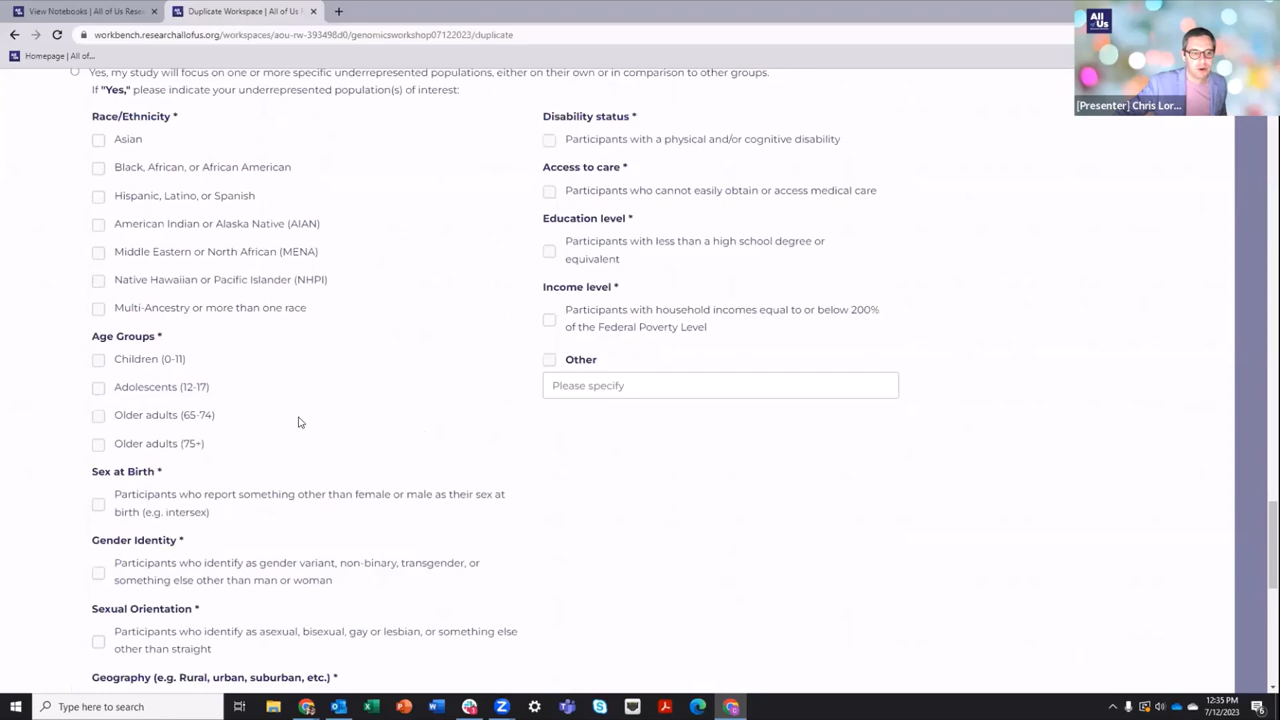 View Notebooks | All of Us Rese
Duplicate Workspace | All of Us R
workbench.researchallofus.org/workspaces/aou-rw-393498d0/genomicsworkshop07122023/duplicate
Homepage | All of...
All of Us
[Presenter] Chris Lor...
Yes, my study will focus on one or more specific underrepresented populations, either on their own or in comparison to other groups.
If "Yes," please indicate your underrepresented population(s) of interest:
Race/Ethnicity *
Asian
Black, African, or African American
Hispanic, Latino, or Spanish
American Indian or Alaska Native (AIAN)
Middle Eastern or North African (MENA)
Native Hawaiian or Pacific Islander (NHPI)
Multi-Ancestry or more than one race
Age Groups *
Children (0-11)
Adolescents (12-17)
Older adults (65-74)
Older adults (75+)
Sex at Birth *
Participants who report something other than female or male as their sex at
birth (e.g. intersex)
Gender Identity *
Participants who identify as gender variant, non-binary, transgender, or
something else other than man or woman
Sexual Orientation *
Participants who identify as asexual, bisexual, gay or lesbian, or something else
other than straight
Geography (e.g. Rural, urban, suburban, etc.) *
Disability status *
Participants with a physical and/or cognitive disability
Access to care *
Participants who cannot easily obtain or access medical care
Education level *
Participants with less than a high school degree or
equivalent
Income level *
Participants with household incomes equal to or below 200%
of the Federal Poverty Level
Other
Please specify
Type here to search
12:35 PM
7/12/2023